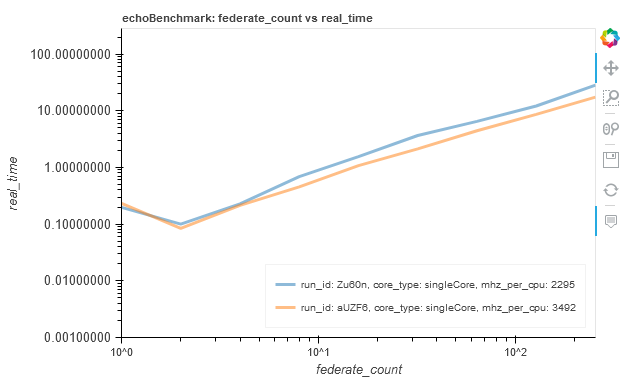 echoBenchmark: federate_count vs real_time
100.00000000
10.00000000
1.00000000
0.10000000
0.01000000
0.00100000
real_time
run_id: Zu60n, core_type: singleCore, mhz_per_cpu: 2295
run_id: aUZF6, core_type: singleCore, mhz_per_cpu: 3492
10^0
10^1
10^2
federate_count